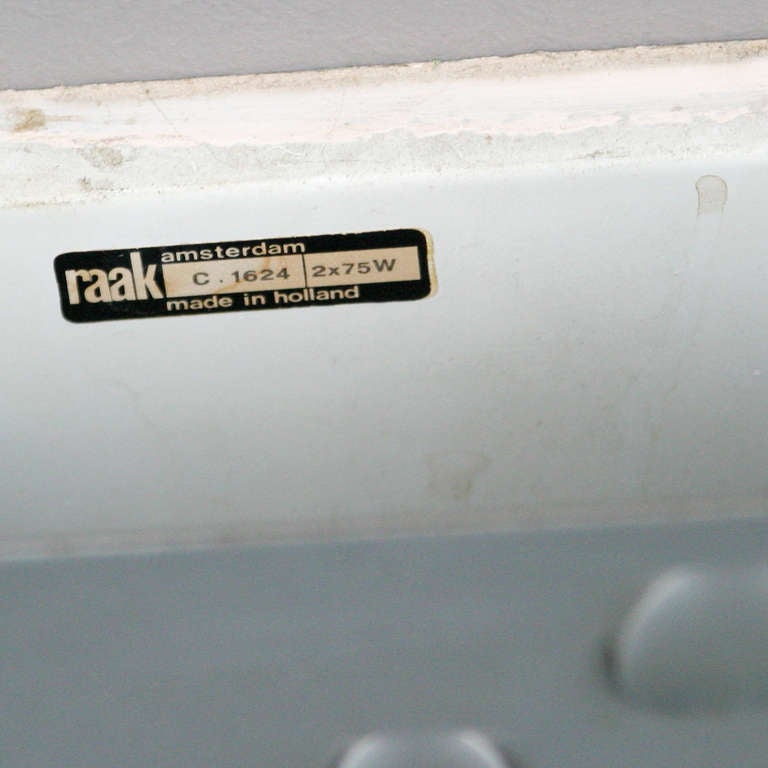 raak
amsterdam
C . 1624 2x75W
made in holland